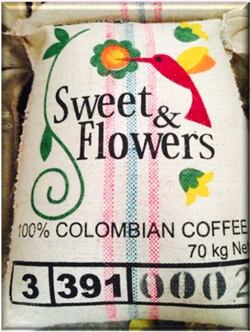 Sweet &
Flowers
100% COLOMBIAN COFFEE
70 kg Net
3 391 0002